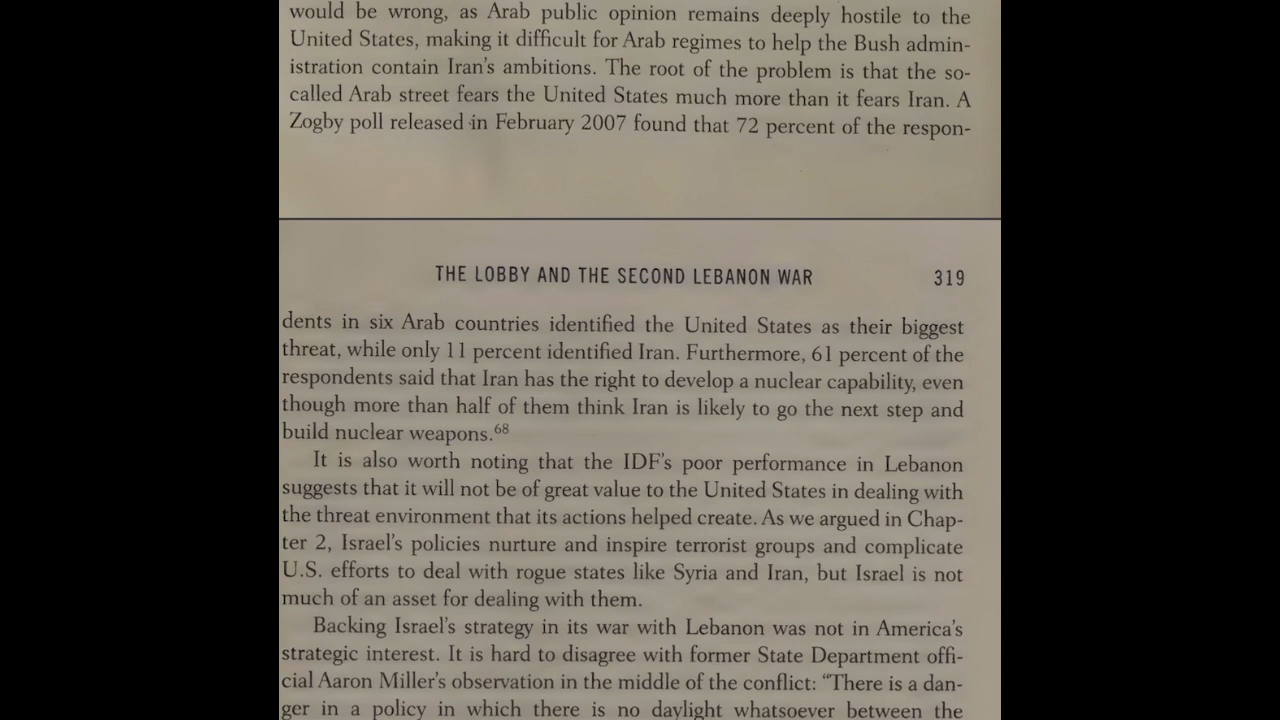 would be wrong, as Arab public opinion remains deeply hostile to the
United States, making it difficult for Arab regimes to help the Bush admin-
istration contain Iran's ambitions. The root of the problem is that the so-
called Arab street fears the United States much more than it fears Iran. A
Zogby poll released in February 2007 found that 72 percent of the respon-
THE LOBBY AND THE SECOND LEBANON WAR 319
dents in six Arab countries identified the United States as their biggest
threat, while only 11 percent identified Iran. Furthermore, 61 percent of the
respondents said that Iran has the right to develop a nuclear capability, even
though more than half of them think Iran is likely to go the next step and
build nuclear weapons.68
It is also worth noting that the IDF's poor performance in Lebanon
suggests that it will not be of great value to the United States in dealing with
the threat environment that its actions helped create. As we argued in Chap-
ter 2, Israel's policies nurture and inspire terrorist groups and complicate
U.S. efforts to deal with rogue states like Syria and Iran, but Israel is not
much of an asset for dealing with them.
Backing Israel's strategy in its war with Lebanon was not in America's
strategic interest. It is hard to disagree with former State Department offi-
cial Aaron Miller's observation in the middle of the conflict: “There is a dan-
ger in a policy in which there is no daylight whatsoever between the